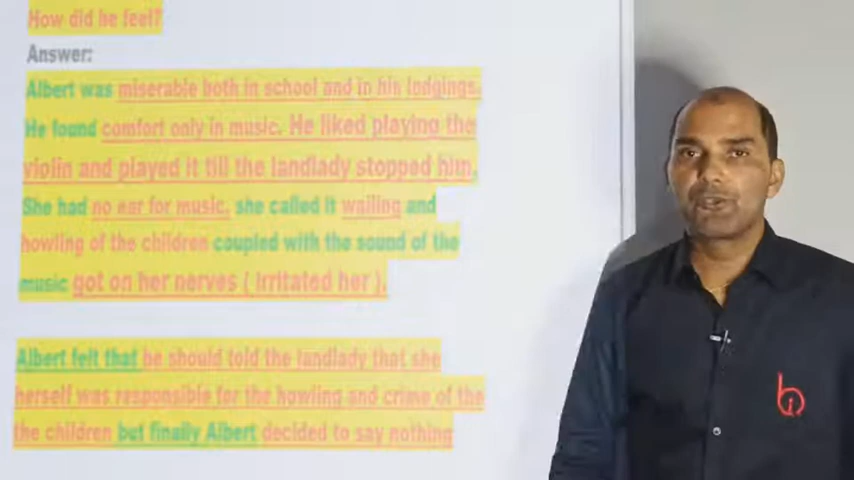 How did he feel?
Answer:
Albert was miserable both in school and in his lodgings.
He found comfort only in music. He liked playing the
violin and played it till the landlady stopped him.
She had no ear for music. she called it wailing and
howling of the children coupled with the sound of the
music got on her nerves ( irritated her ).
Albert felt that he should told the landlady that she
herself was responsible for the howling and crime of the
the children but finally Albert decided to say nothing